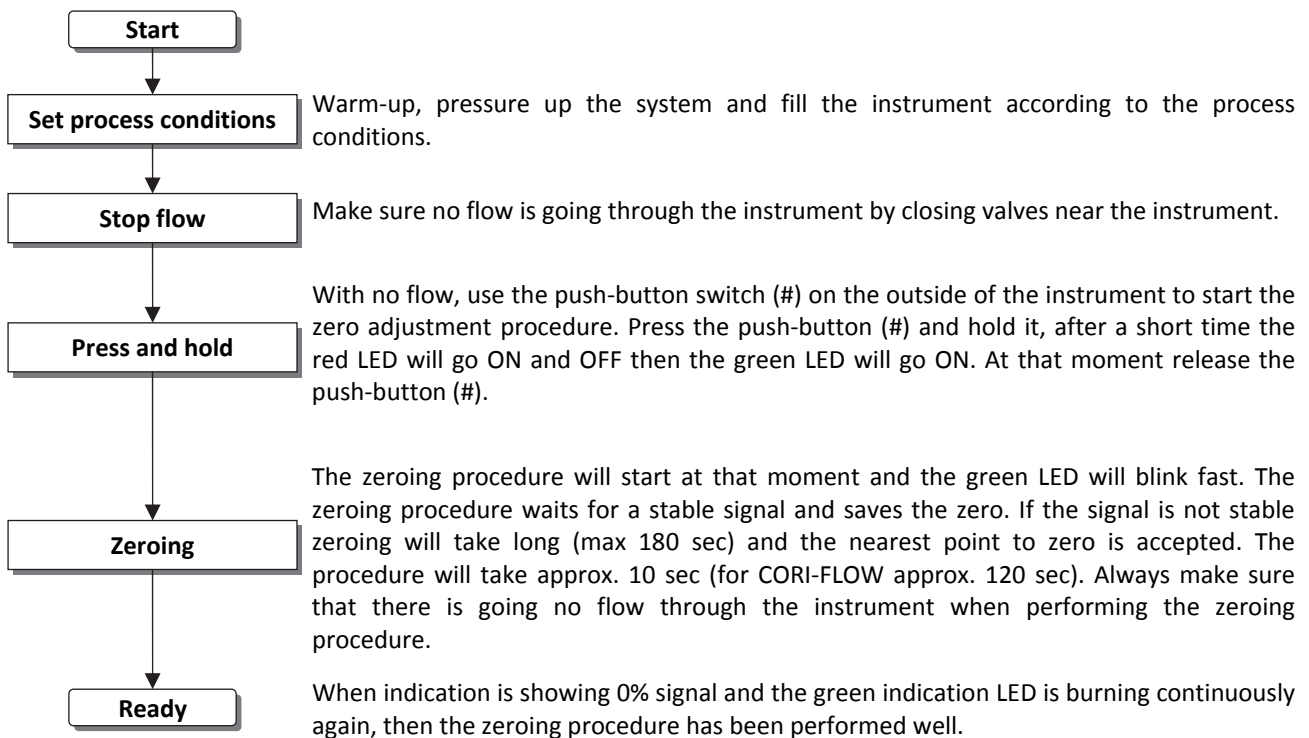 Start
Set process conditions
Warm-up, pressure up the system and fill the instrument according to the process
conditions.
Stop flow
Make sure no flow is going through the instrument by closing valves near the instrument.
Press and hold
With no flow, use the push-button switch (#) on the outside of the instrument to start the
zero adjustment procedure. Press the push-button (#) and hold it, after a short time the
red LED will go ON and OFF then the green LED will go ON. At that moment release the
push-button (#).
Zeroing
The zeroing procedure will start at that moment and the green LED will blink fast. The
zeroing procedure waits for a stable signal and saves the zero. If the signal is not stable
zeroing will take long (max 180 sec) and the nearest point to zero is accepted. The
procedure will take approx. 10 sec (for CORI-FLOW approx. 120 sec). Always make sure
that there is going no flow through the instrument when performing the zeroing
procedure.
Ready
When indication is showing 0% signal and the green indication LED is burning continuously
again, then the zeroing procedure has been performed well.